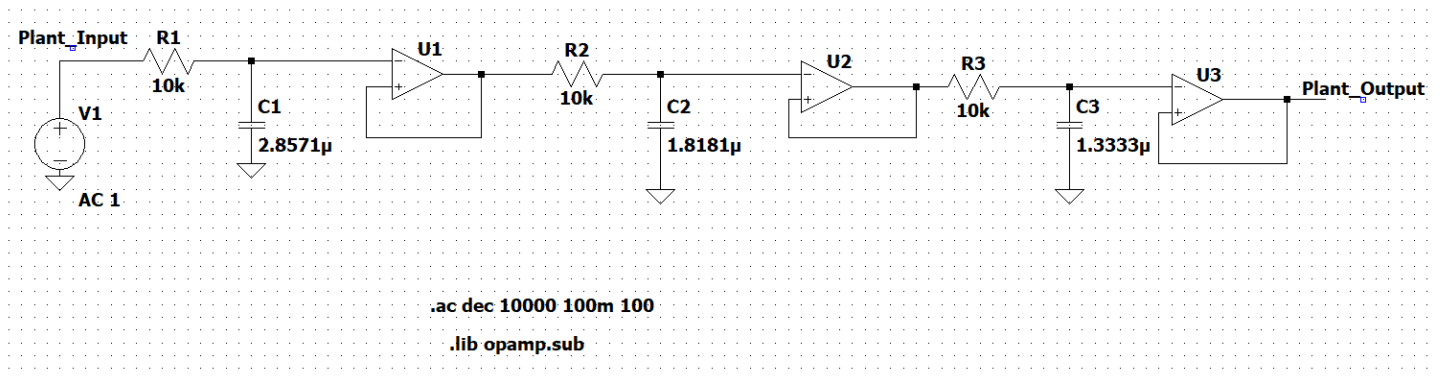 Plant_Input
R1
10k
V1
AC 1
C1
2.8571µ
U1
R2
10k
C2
1.8181µ
U2
R3
10k
C3
1.3333µ
U3
Plant_Output
.ac dec 10000 100m 100
.lib opamp.sub